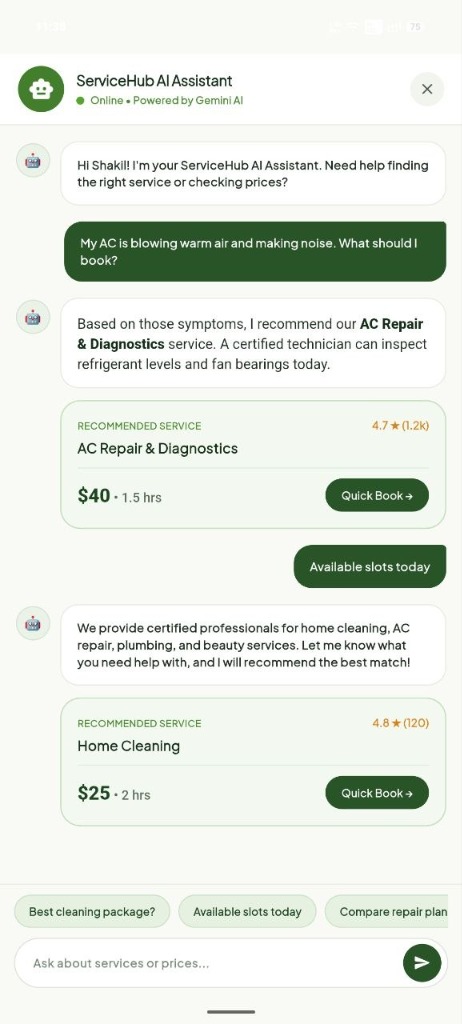 75
ServiceHub AI Assistant
Online • Powered by Gemini AI
Hi Shakil! I'm your ServiceHub AI Assistant. Need help finding
the right service or checking prices?
My AC is blowing warm air and making noise. What should I
book?
Based on those symptoms, I recommend our AC Repair
& Diagnostics service. A certified technician can inspect
refrigerant levels and fan bearings today.
RECOMMENDED SERVICE 4.7 ★ (1.2k)
AC Repair & Diagnostics
$40 • 1.5 hrs Quick Book →
Available slots today
We provide certified professionals for home cleaning, AC
repair, plumbing, and beauty services. Let me know what
you need help with, and I will recommend the best match!
RECOMMENDED SERVICE 4.8 ★ (120)
Home Cleaning
$25 • 2 hrs Quick Book →
Best cleaning package? Available slots today Compare repair plan
Ask about services or prices...